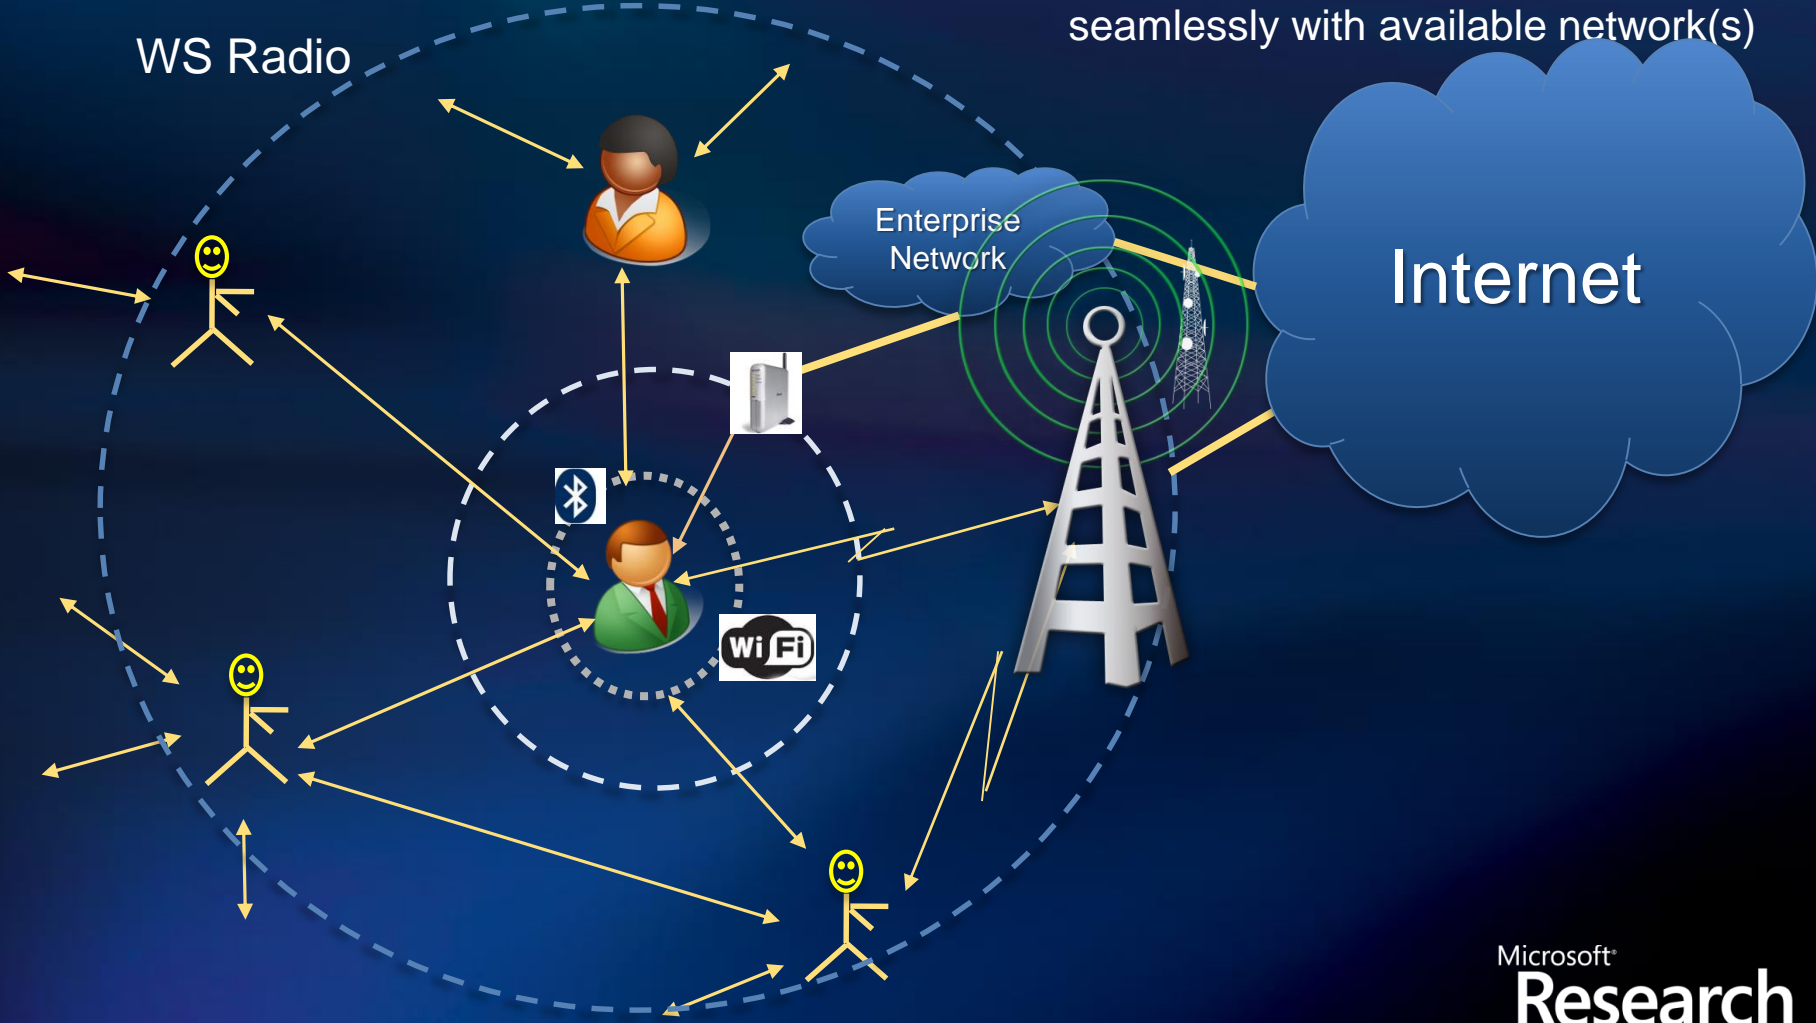 seamlessly with available network(s)
WS Radio
Enterprise
Network
Internet
Wi Fi
Microsoft®
Research